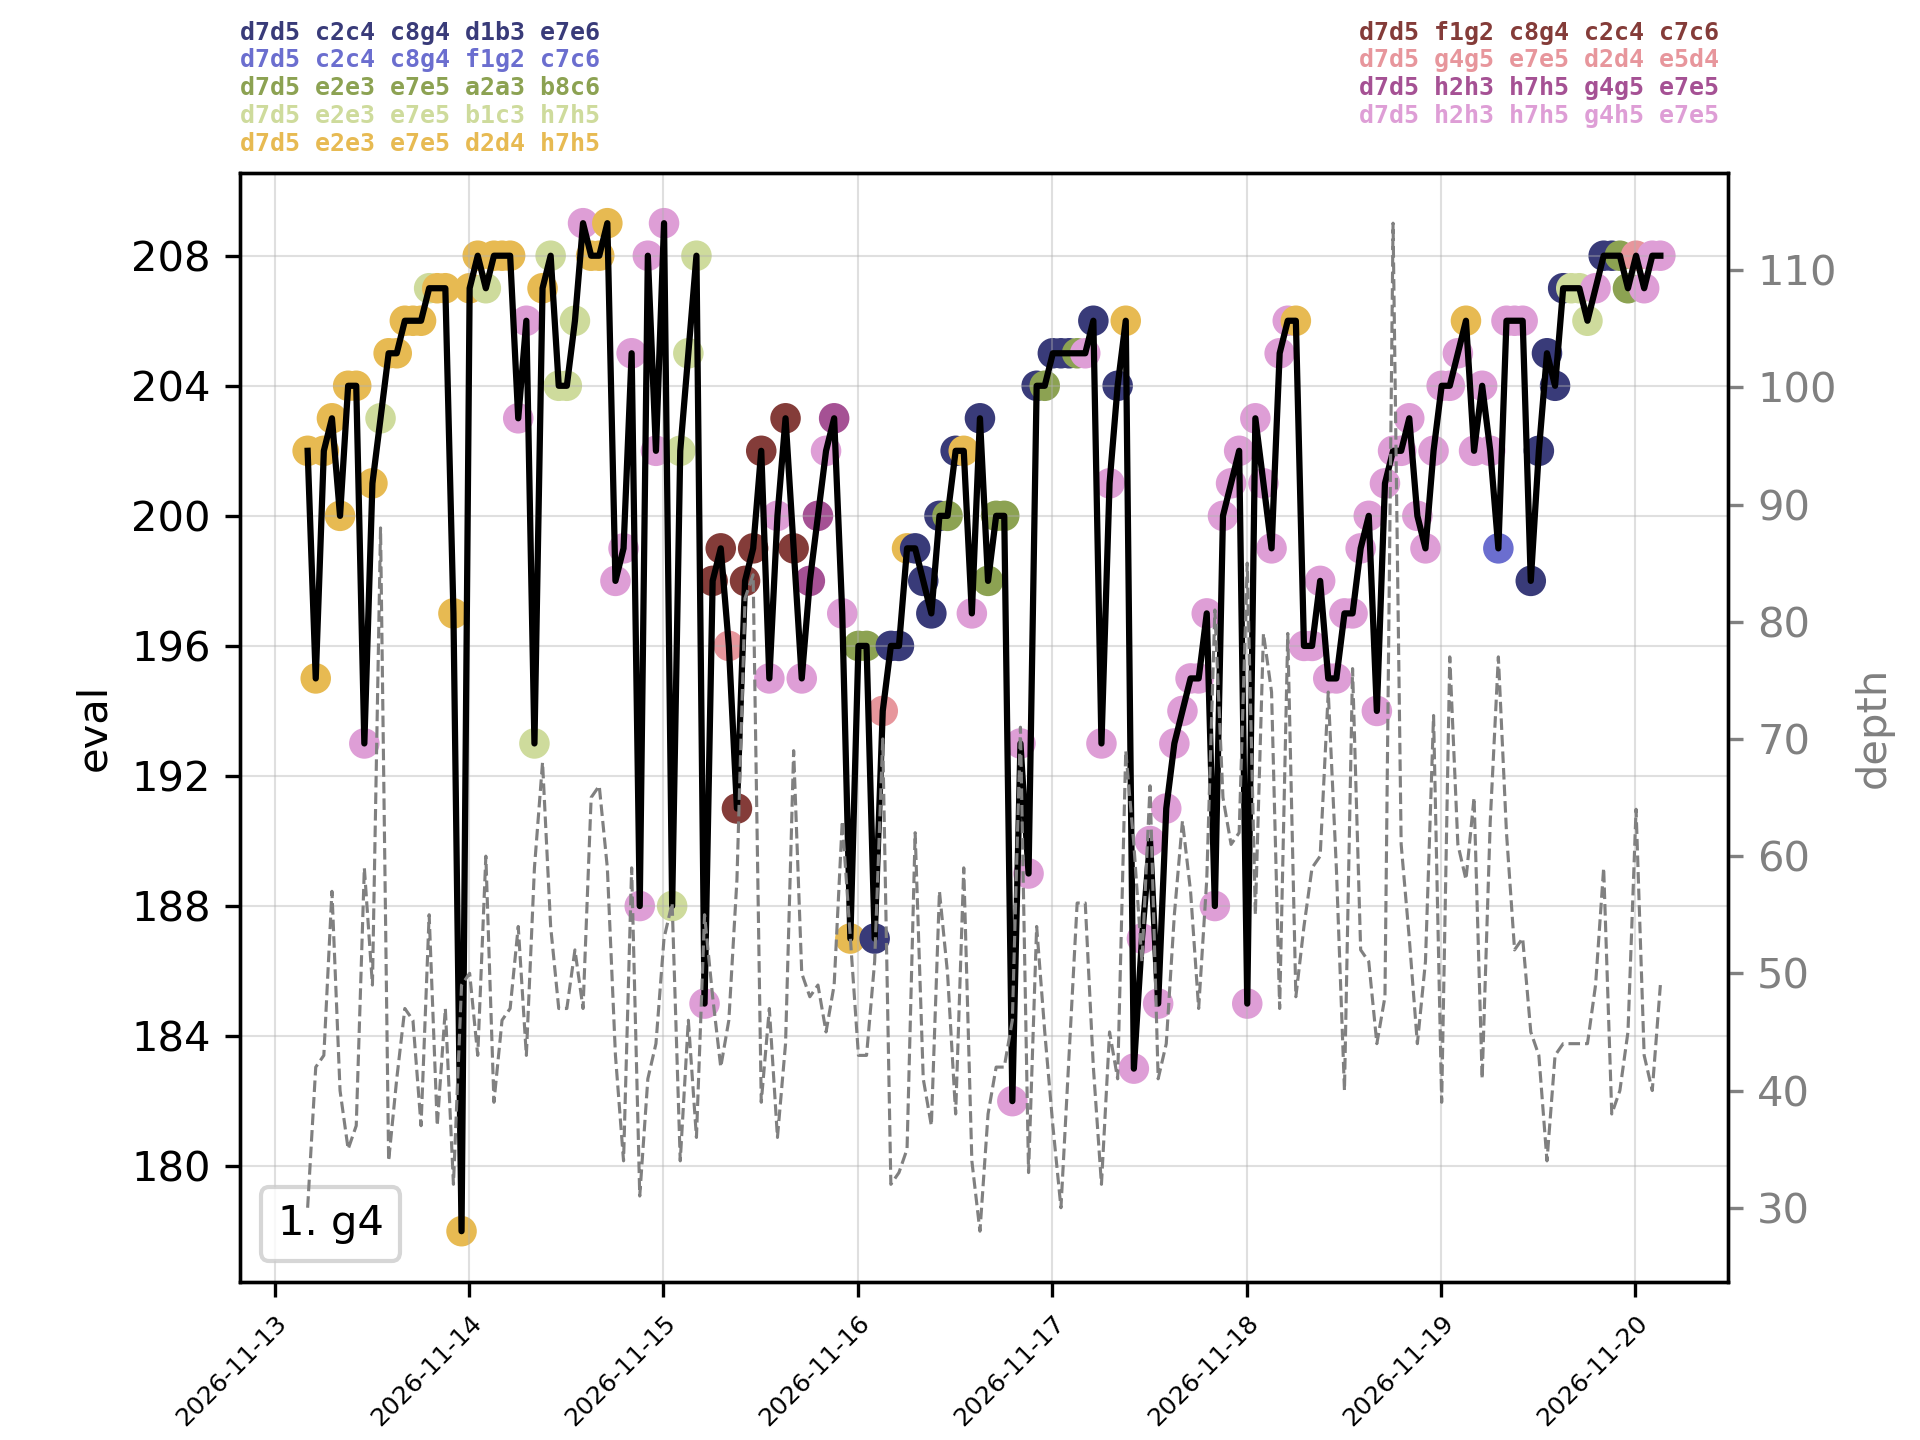 d7d5 c2c4 c8g4 d1b3 e7e6
d7d5 c2c4 c8g4 f1g2 c7c6
d7d5 e2e3 e7e5 a2a3 b8c6
d7d5 e2e3 e7e5 b1c3 h7h5
d7d5 e2e3 e7e5 d2d4 h7h5
d7d5 f1g2 c8g4 c2c4 c7c6
d7d5 g4g5 e7e5 d2d4 e5d4
d7d5 h2h3 h7h5 g4g5 e7e5
d7d5 h2h3 h7h5 g4h5 e7e5
eval
208
204
200
196
192
188
184
180
110
100
90
80
70
60
50
40
30
depth
1. g4
2026-11-13
2026-11-14
2026-11-15
2026-11-16
2026-11-17
2026-11-18
2026-11-19
2026-11-20